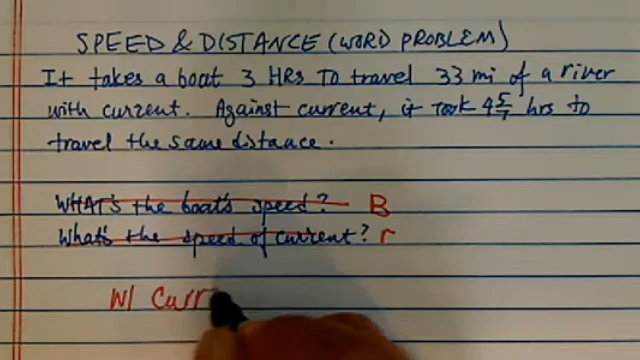 SPEED & DISTANCE (WORD PROBLEM)
It takes a boat 3 HRS To travel 33 mi of a river
with current. Against current, it took 4 5/7 hrs to
travel the same distance.
WHAT's the boat's speed? B
What's the speed of current? r
W/ Curr